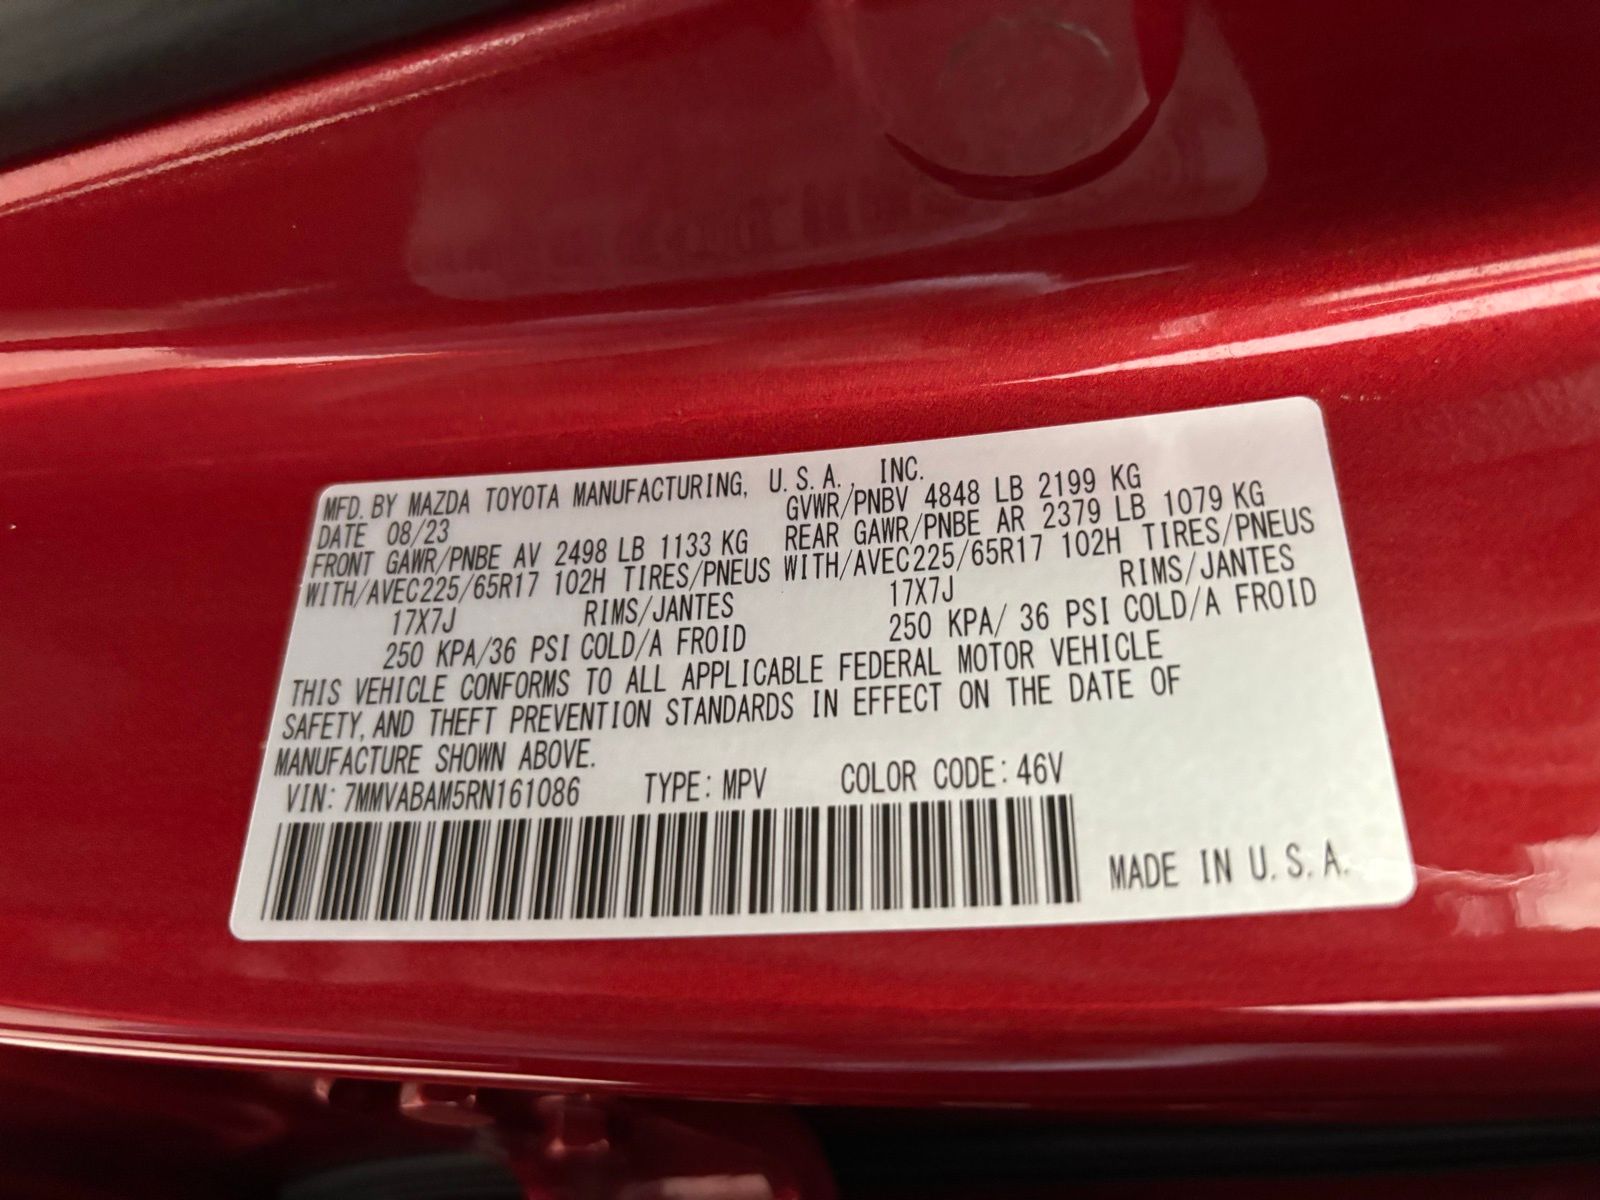 MFD. BY MAZDA TOYOTA MANUFACTURING, U.S.A., INC.
DATE 08/23 GVWR/PNBV 4848 LB 2199 KG
FRONT GAWR/PNBE AV 2498 LB 1133 KG REAR GAWR/PNBE AR 2379 LB 1079 KG
WITH/AVEC225/65R17 102H TIRES/PNEUS WITH/AVEC225/65R17 102H TIRES/PNEUS
17X7J RIMS/JANTES 17X7J RIMS/JANTES
250 KPA/36 PSI COLD/A FROID 250 KPA/ 36 PSI COLD/A FROID
THIS VEHICLE CONFORMS TO ALL APPLICABLE FEDERAL MOTOR VEHICLE
SAFETY, AND THEFT PREVENTION STANDARDS IN EFFECT ON THE DATE OF
MANUFACTURE SHOWN ABOVE.
VIN: 7MMVABAM5RN161086 TYPE: MPV COLOR CODE: 46V
MADE IN U.S.A.